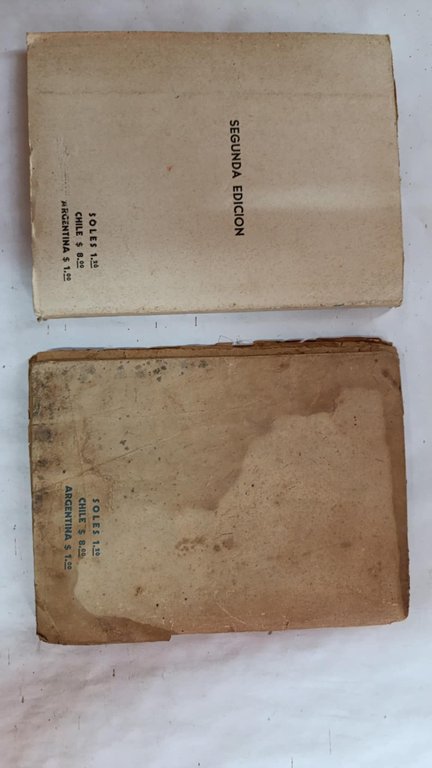 SEGUNDA EDICION
SOLES 1.20
CHILE $ 8.00
ARGENTINA $ 1.00
SOLES 1.20
CHILE $ 8.00
ARGENTINA $ 1.00